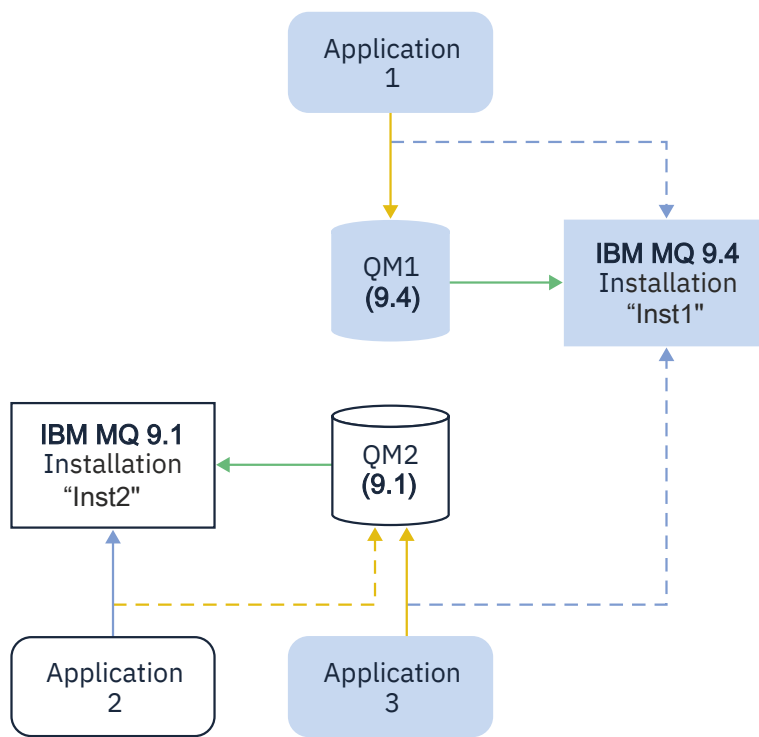 Application
1
QM1
(9.4)
IBM MQ 9.4
Installation
“Inst1"
IBM MQ 9.1
Installation
“Inst2"
QM2
(9.1)
Application
2
Application
3